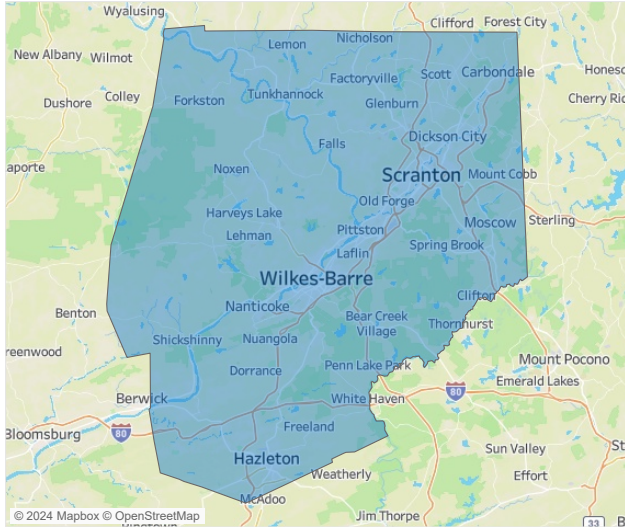 Wyalusing
Clifford
Forest City
Lemon
Nicholson
New Albany
Wilmot
Factoryville
Scott
Carbondale
Colley
Tunkhannock
Dushore
Forkston
Glenburn
Cherry Ric
Falls
Dickson City
aporte
Noxen
Scranton
Mount Cobb
Old Forge
Harveys Lake
Moscow
Sterling
Lehman
Pittston
Laflin
Spring Brook
Wilkes-Barre
Clifton
Nanticoke
Benton
Bear Creek
Village
Thornhurst
Shickshinny
Nuangola
reenwood
Mount Pocono
Dorrance
Penn Lake Park
Emerald Lakes
80
Berwick
White Haven
Bloomsburg
80
Freeland
Sun Valley
St
Hazleton
Weatherly
Effort
McAdoo
© 2024 Mapbox © OpenStreetMap
Jim Thorpe
33
B